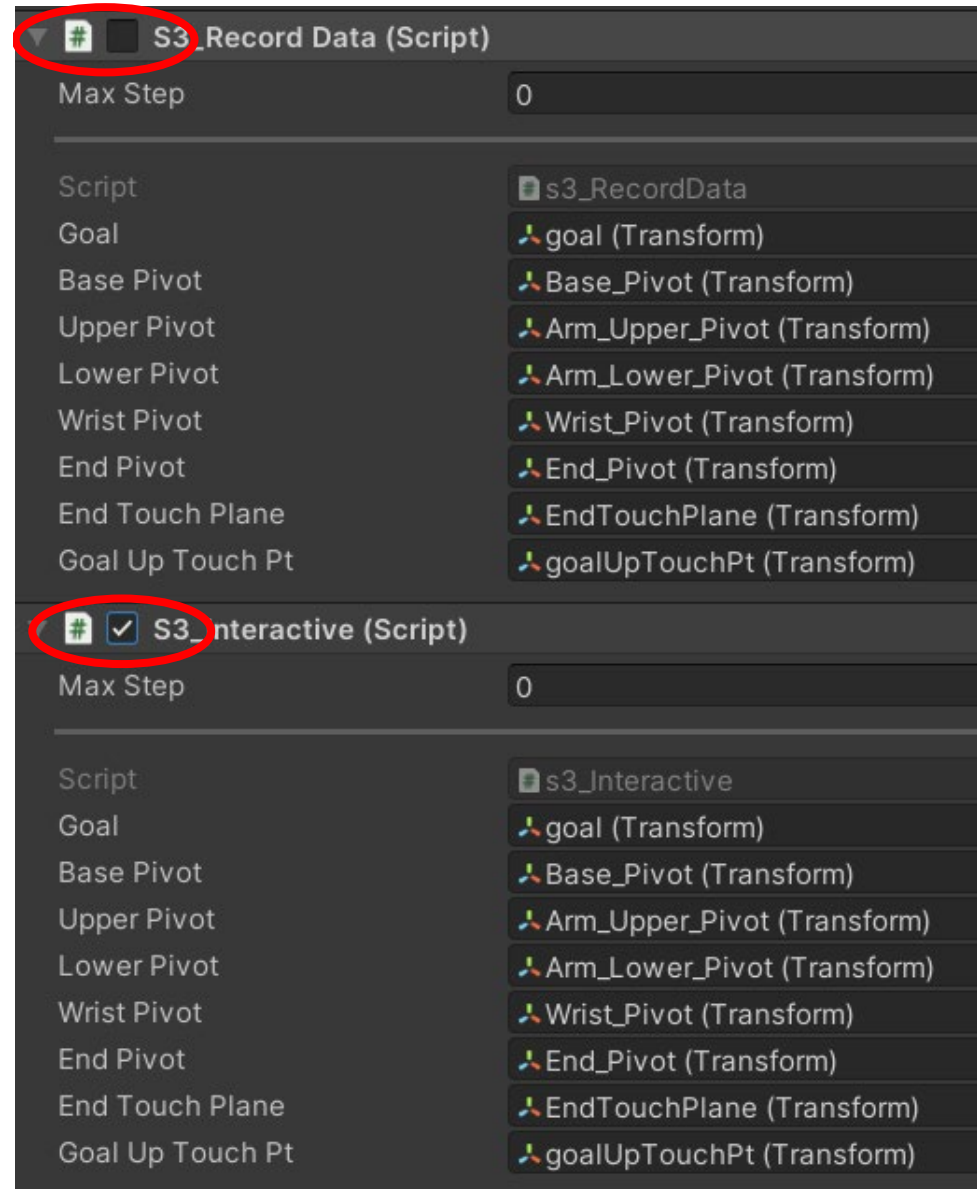 # S3_Record Data (Script)
Max Step 0
Script # s3_RecordData
Goal goal (Transform)
Base Pivot Base_Pivot (Transform)
Upper Pivot Arm_Upper_Pivot (Transform)
Lower Pivot Arm_Lower_Pivot (Transform)
Wrist Pivot Wrist_Pivot (Transform)
End Pivot End_Pivot (Transform)
End Touch Plane EndTouchPlane (Transform)
Goal Up Touch Pt goalUpTouchPt (Transform)
# S3_Interactive (Script)
Max Step 0
Script # s3_Interactive
Goal goal (Transform)
Base Pivot Base_Pivot (Transform)
Upper Pivot Arm_Upper_Pivot (Transform)
Lower Pivot Arm_Lower_Pivot (Transform)
Wrist Pivot Wrist_Pivot (Transform)
End Pivot End_Pivot (Transform)
End Touch Plane EndTouchPlane (Transform)
Goal Up Touch Pt goalUpTouchPt (Transform)